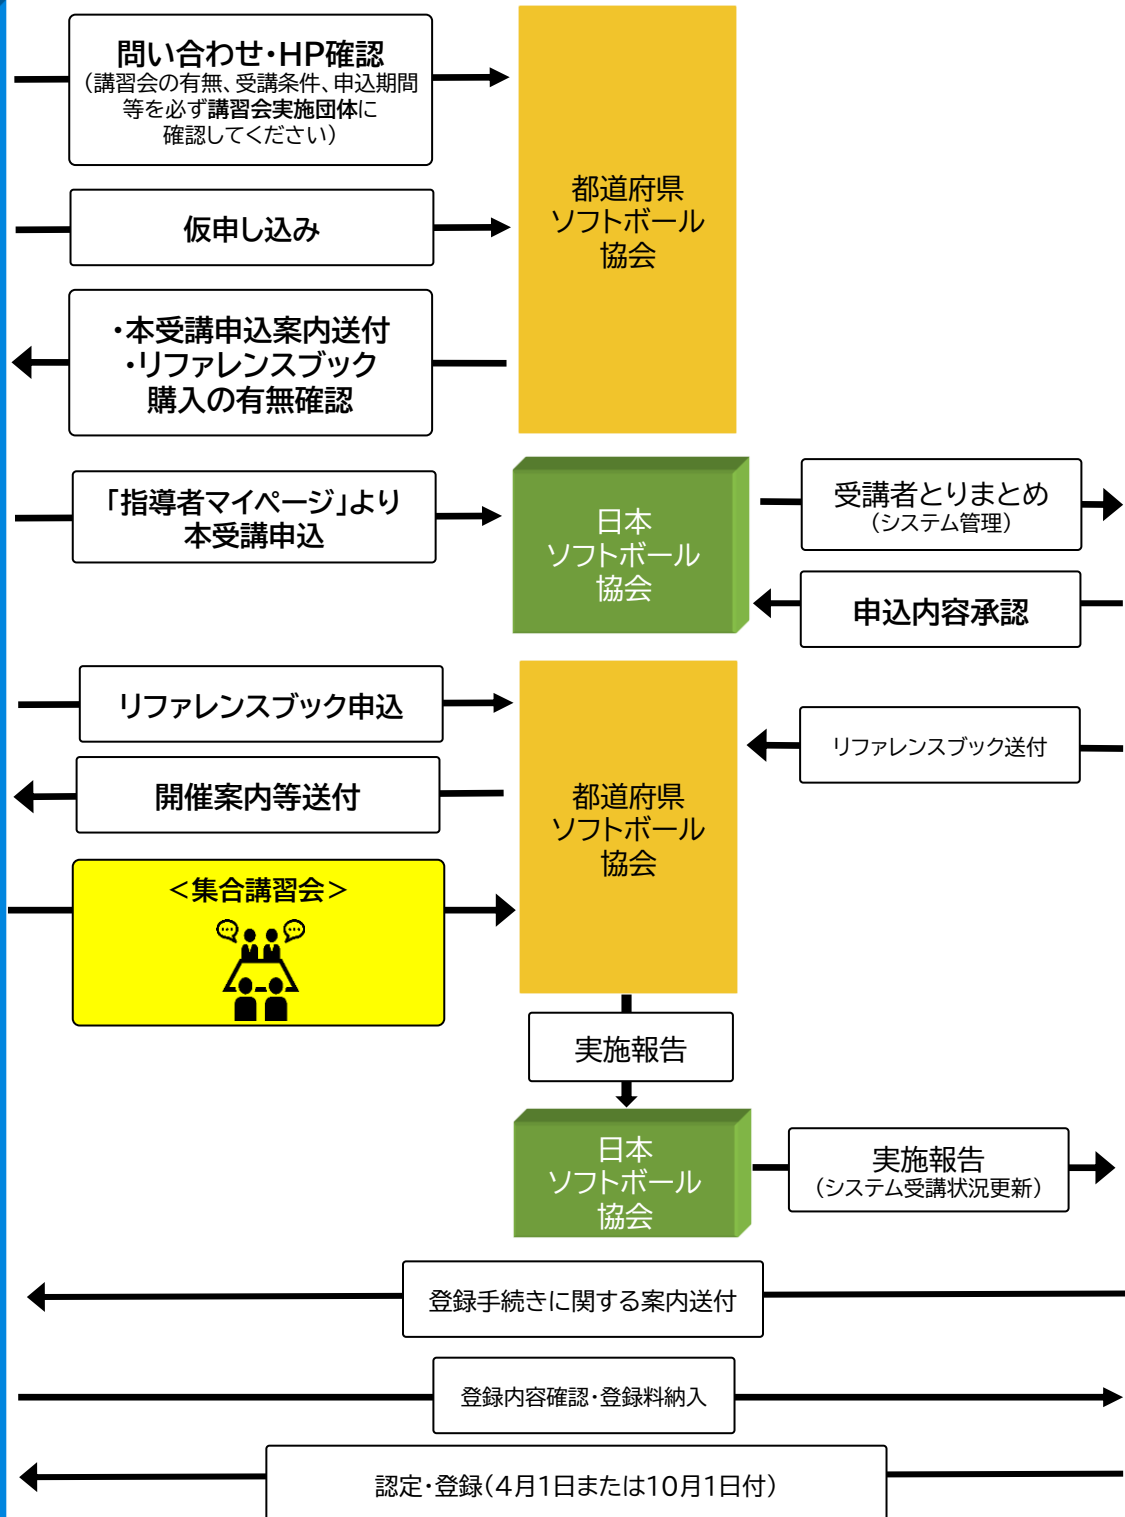 問い合わせ・HP確認
（講習会の有無、受講条件、申込期間
等を必ず講習会実施団体に
確認してください）
仮申し込み
・本受講申込案内送付
・リファレンスブック
購入の有無確認
都道府県
ソフトボール
協会
「指導者マイページ」より
本受講申込
日本
ソフトボール
協会
受講者とりまとめ
（システム管理）
申込内容承認
リファレンスブック申込
リファレンスブック送付
開催案内等送付
都道府県
ソフトボール
協会
＜集合講習会＞
実施報告
日本
ソフトボール
協会
実施報告
（システム受講状況更新）
登録手続きに関する案内送付
登録内容確認・登録料納入
認定・登録（４月１日または１０月１日付）